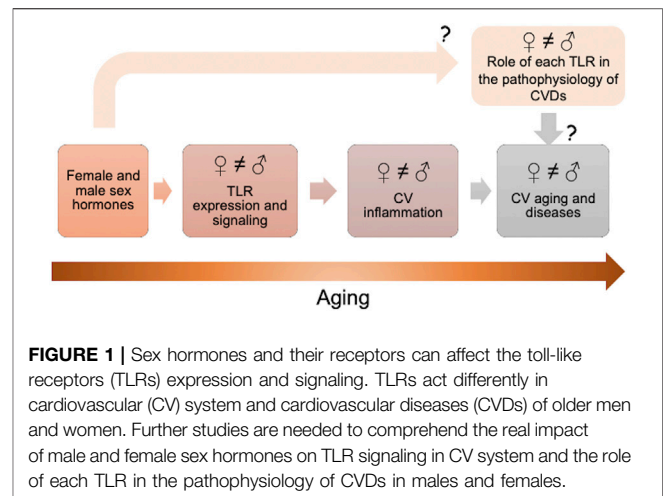 ?
♀ ≠ ♂
Role of each TLR in
the pathophysiology of
CVDs
?
Female and
male sex
hormones
♀ ≠ ♂
TLR
expression and
signaling
♀ ≠ ♂
CV
inflammation
♀ ≠ ♂
CV aging and
diseases
Aging
FIGURE 1 | Sex hormones and their receptors can affect the toll-like
receptors (TLRs) expression and signaling. TLRs act differently in
cardiovascular (CV) system and cardiovascular diseases (CVDs) of older men
and women. Further studies are needed to comprehend the real impact
of male and female sex hormones on TLR signaling in CV system and the role
of each TLR in the pathophysiology of CVDs in males and females.